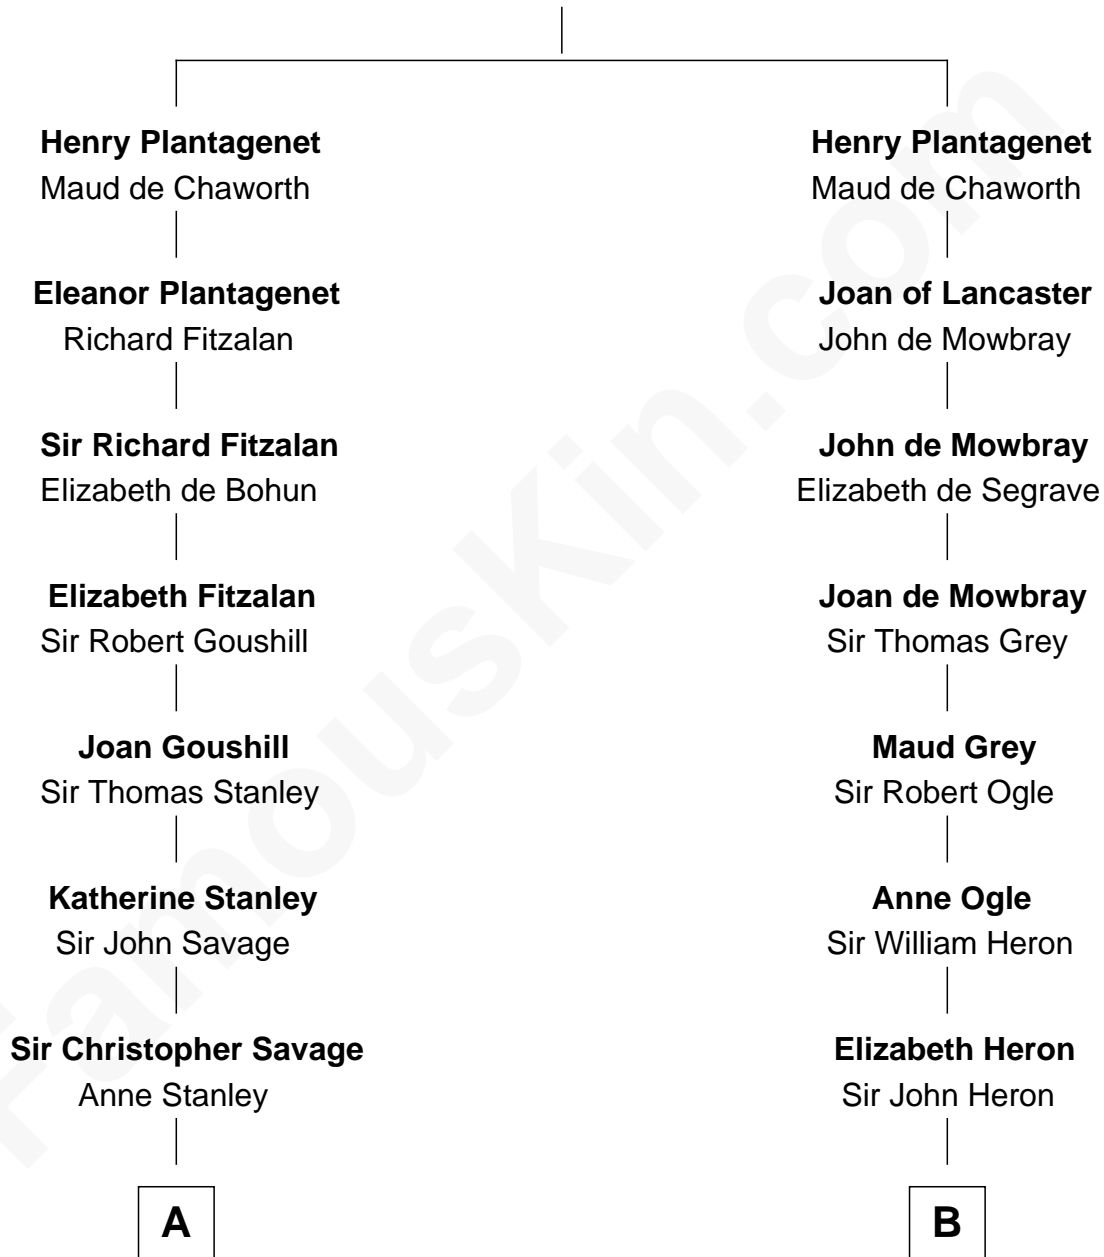 Henry Plantagenet
Maud de Chaworth
Eleanor Plantagenet
Richard Fitzalan
Sir Richard Fitzalan
Elizabeth de Bohun
Elizabeth Fitzalan
Sir Robert Goushill
Joan Goushill
Sir Thomas Stanley
Katherine Stanley
Sir John Savage
Sir Christopher Savage
Anne Stanley
A
Henry Plantagenet
Maud de Chaworth
Joan of Lancaster
John de Mowbray
John de Mowbray
Elizabeth de Segrave
Joan de Mowbray
Sir Thomas Grey
Maud Grey
Sir Robert Ogle
Anne Ogle
Sir William Heron
Elizabeth Heron
Sir John Heron
B
FamousKin.com